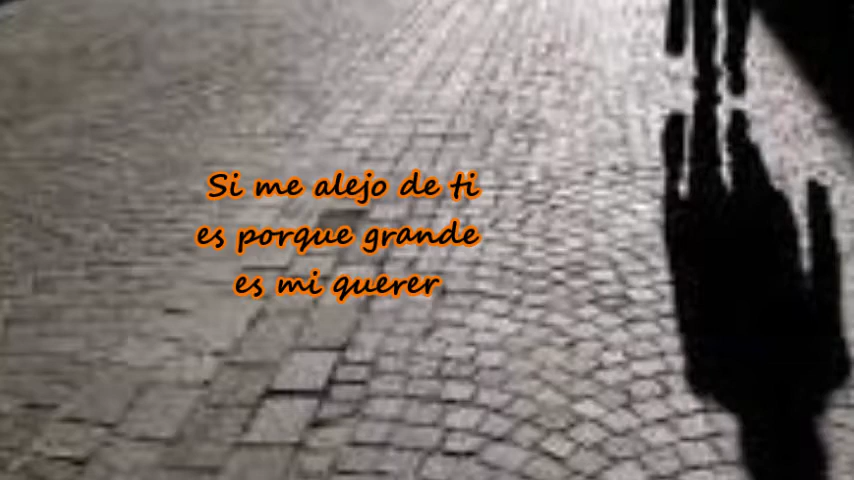 Si me alejo de ti
es porque grande
es mi querer